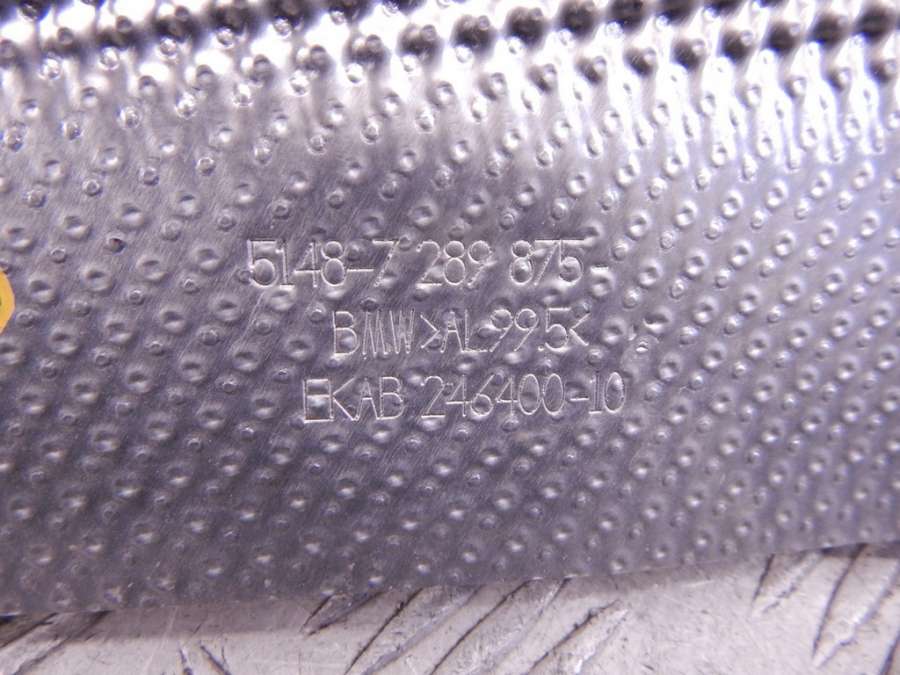 5148-7 289 875-
BMW >AL99.5<
EKAB 246400-10